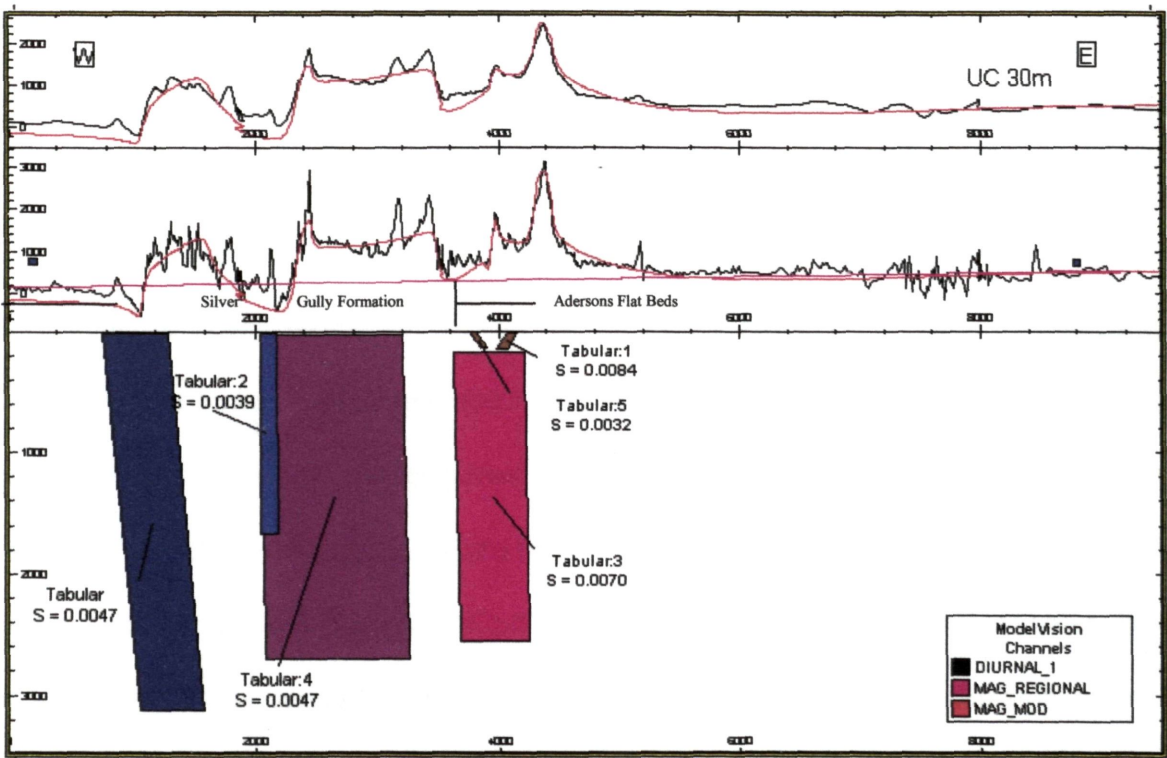 2000
1000
0
W
E
UC 30m
2000
4000
6000
8000
3000
2000
1000
0
Silver Gully Formation
Adersons Flat Beds
2000
4000
6000
8000
Tabular:1
S = 0.0084
Tabular:2
S = 0.0039
Tabular:5
S = 0.0032
1000
Tabular:3
S = 0.0070
2000
Tabular
S = 0.0047
Tabular:4
S = 0.0047
3000
ModelVision
Channels
DIURNAL_1
MAG_REGIONAL
MAG_MOD
2000
4000
6000
8000